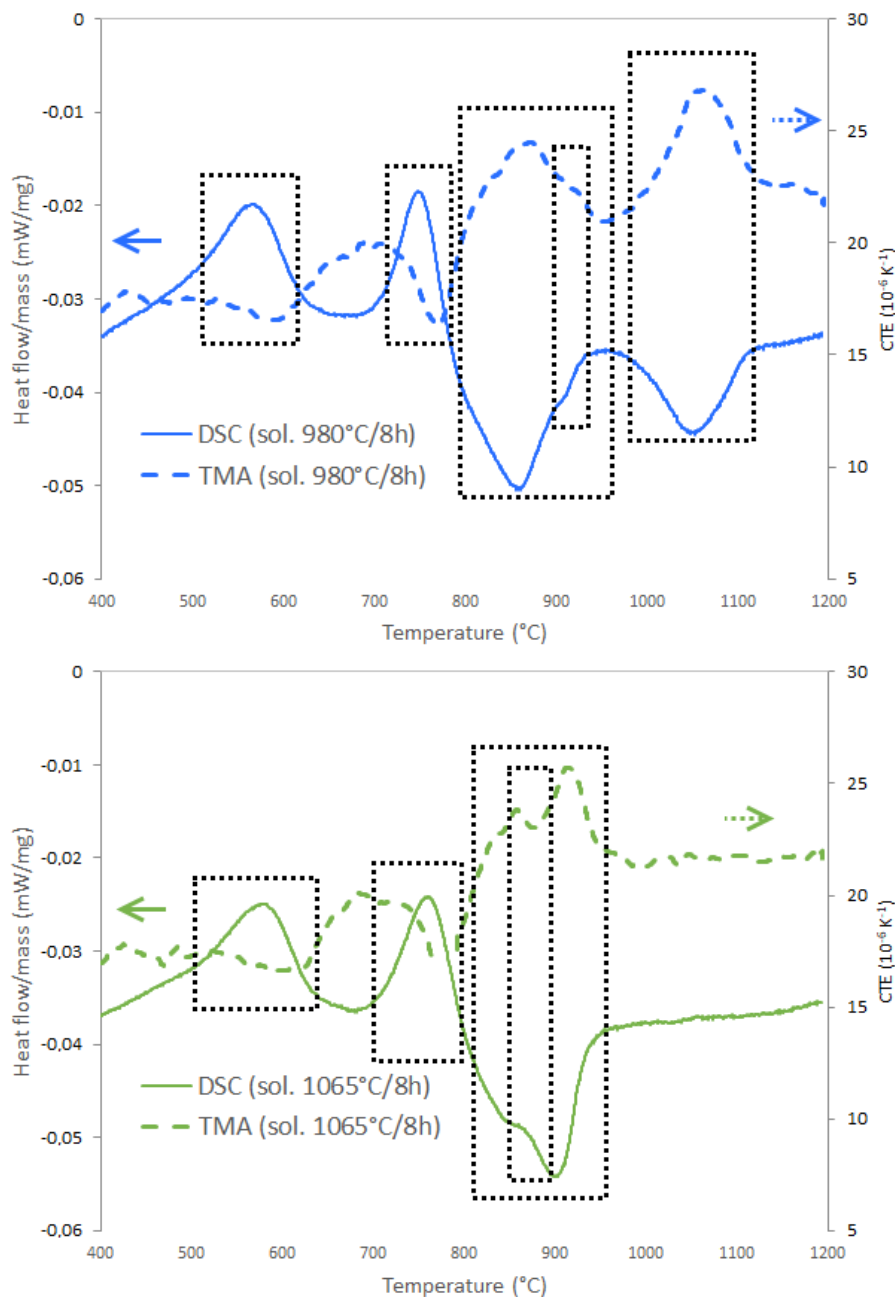 0
-0,01
-0,02
-0,03
-0,04
-0,05
-0,06
Heat flow/mass (mW/mg)
30
25
20
15
10
5
CTE (10⁻⁶ K⁻¹)
DSC (sol. 980°C/8h)
TMA (sol. 980°C/8h)
400 500 600 700 800 900 1000 1100 1200
Temperature (°C)
0
-0,01
-0,02
-0,03
-0,04
-0,05
-0,06
Heat flow/mass (mW/mg)
30
25
20
15
10
5
CTE (10⁻⁶ K⁻¹)
DSC (sol. 1065°C/8h)
TMA (sol. 1065°C/8h)
400 500 600 700 800 900 1000 1100 1200
Temperature (°C)